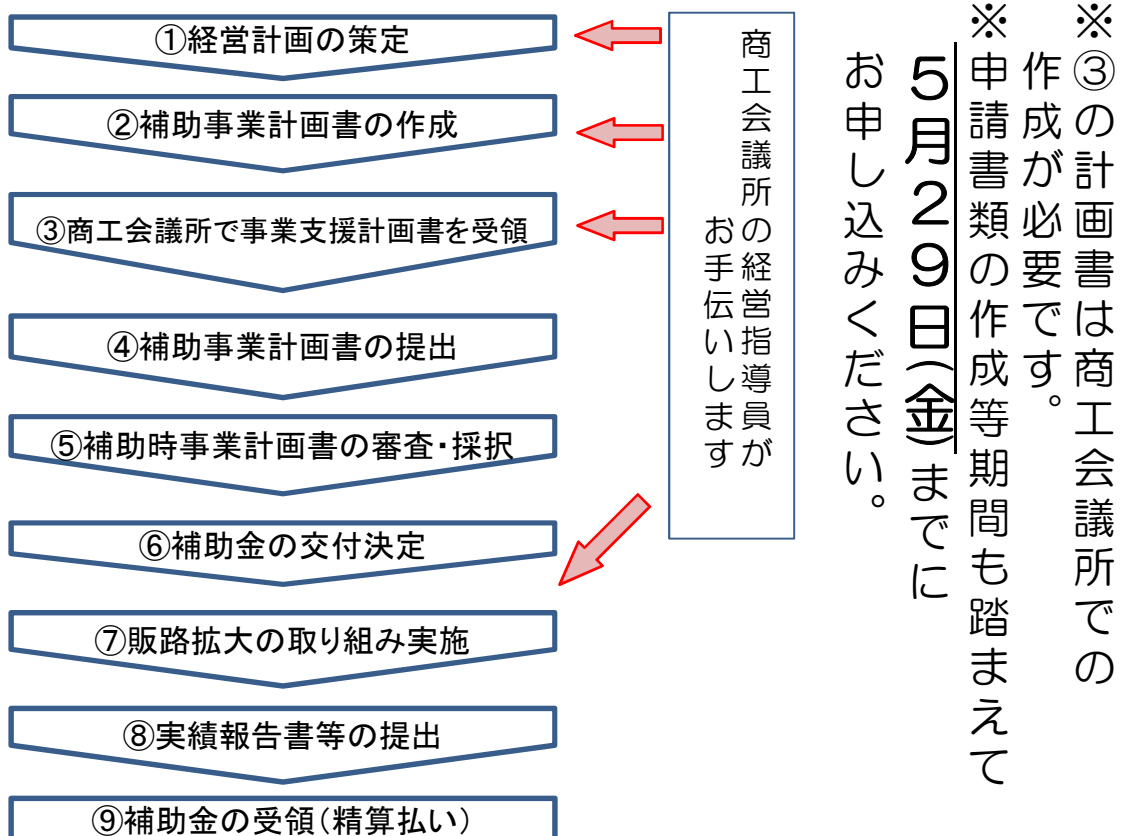 ①経営計画の策定
②補助事業計画書の作成
③商工会議所で事業支援計画書を受領
④補助事業計画書の提出
⑤補助時事業計画書の審査・採択
⑥補助金の交付決定
⑦販路拡大の取り組み実施
⑧実績報告書等の提出
⑨補助金の受領(精算払い)
商工会議所の経営指導員が
お手伝いします
※③の計画書は商工会議所での
作成が必要です。
※申請書類の作成等期間も踏まえて
5月29日(金)までに
お申し込みください。